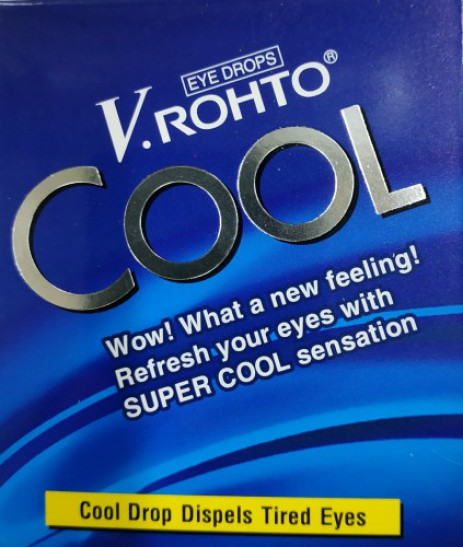 EYE DROPS
V.ROHTO®
COOL
Wow! What a new feeling!
Refresh your eyes with
SUPER COOL sensation
Cool Drop Dispels Tired Eyes